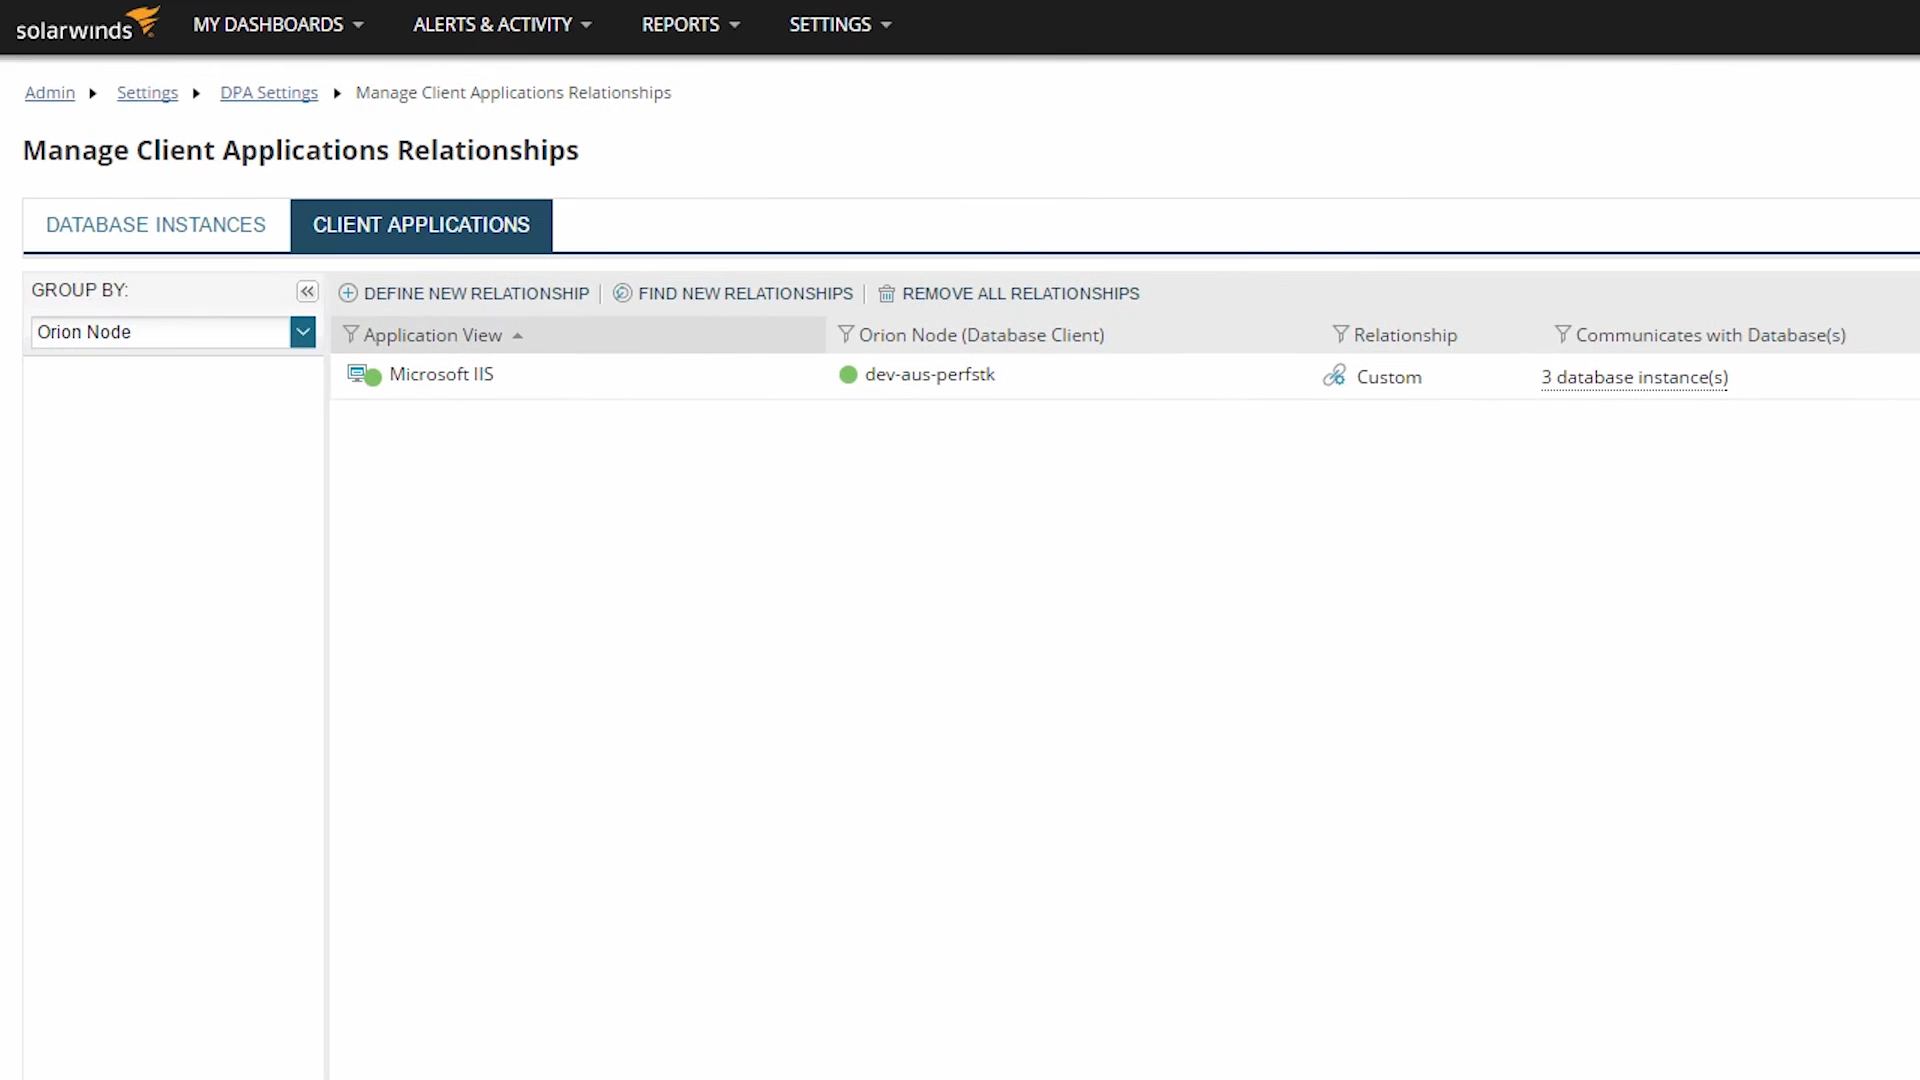 solarwinds MY DASHBOARDS ALERTS & ACTIVITY REPORTS SETTINGS
Admin Settings DPA Settings Manage Client Applications Relationships
Manage Client Applications Relationships
DATABASE INSTANCES CLIENT APPLICATIONS
GROUP BY:
Orion Node
DEFINE NEW RELATIONSHIP FIND NEW RELATIONSHIPS REMOVE ALL RELATIONSHIPS
Application View Orion Node (Database Client) Relationship Communicates with Database(s)
Microsoft IIS dev-aus-perfstk Custom 3 database instance(s)